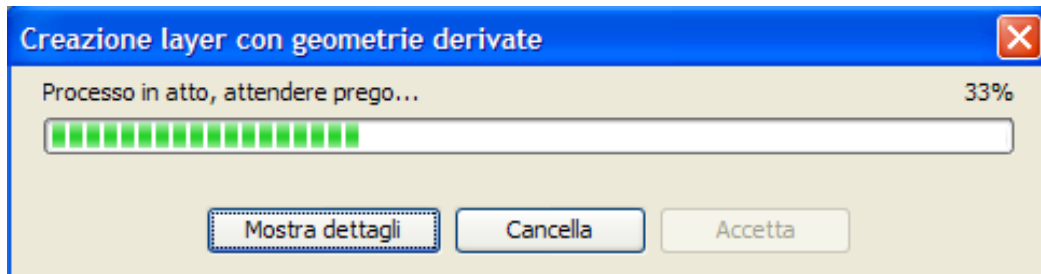 Creazione layer con geometrie derivate
Processo in atto, attendere prego... 33%
Mostra dettagli Cancella Accetta